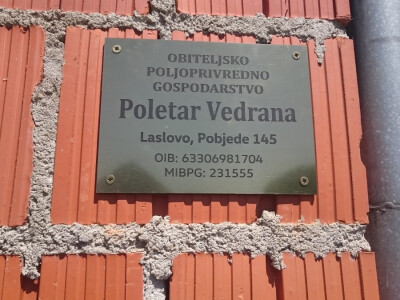 OBITELJSKO
POLJOPRIVREDNO
GOSPODARSTVO
Poletar Vedrana
Laslovo, Pobjede 145
OIB: 63306981704
MIBPG: 231555